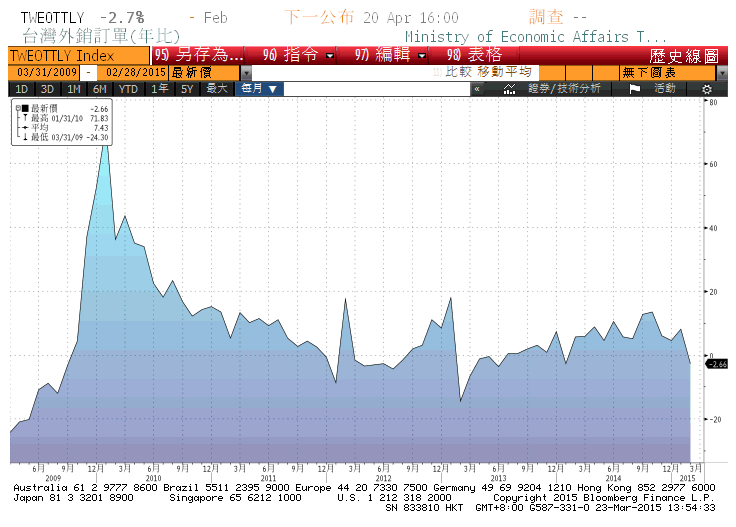 TWEOTTLY -2.7% - Feb 下一公布 20 Apr 16:00 調查 --
台灣外銷訂單(年比) Ministry of Economic Affairs T...
TWEOTTLY Index 95) 另存為... 96) 指令 97) 編輯 98) 表格 歷史線圖
03/31/2009 - 02/28/2015 最新價 比較 移動平均 無下圖表
1D 3D 1M 6M YTD 1年 5Y 最大 每月 ▼ « 證券/技術分析 活動
最新價 -2.66
最高 01/31/10 71.83
平均 7.43
最低 03/31/09 -24.30
80
60
40
20
0
-2.66
-20
6月 9月 12月 3月 6月 9月 12月 3月 6月 9月 12月 3月 6月 9月 12月 3月 6月 9月 12月 3月 6月 9月 12月 3月
2009 2010 2011 2012 2013 2014 2015
Australia 61 2 9777 8600 Brazil 5511 2395 9000 Europe 44 20 7330 7500 Germany 49 69 9204 1210 Hong Kong 852 2977 6000
Japan 81 3 3201 8900 Singapore 65 6212 1000 U.S. 1 212 318 2000 Copyright 2015 Bloomberg Finance L.P.
SN 833810 HKT GMT+8:00 G587-331-0 23-Mar-2015 13:54:33